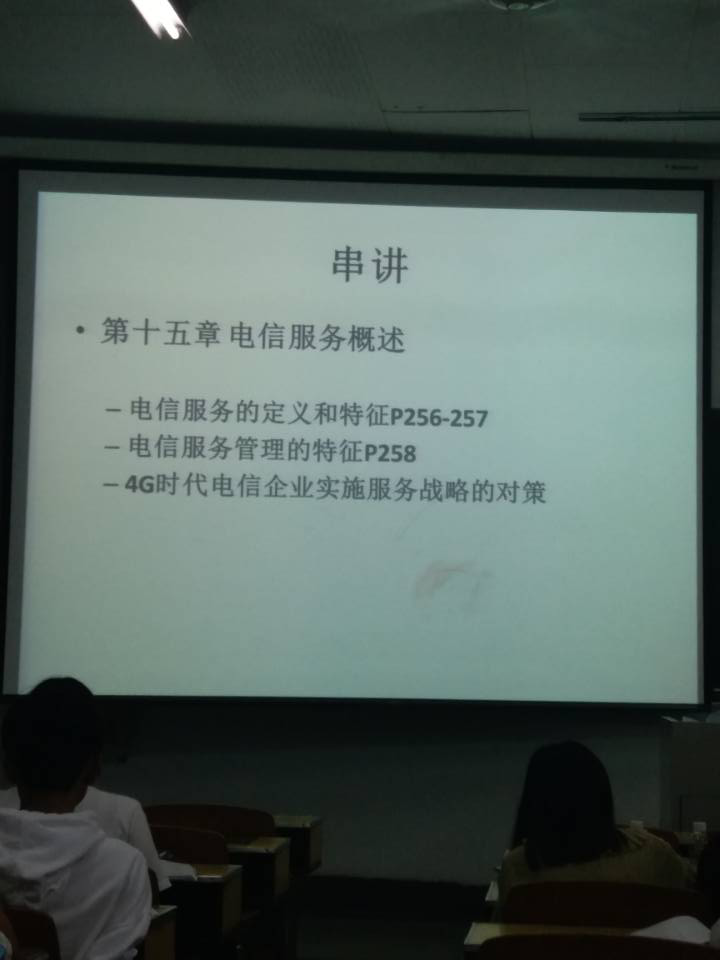 串讲
• 第十五章 电信服务概述
– 电信服务的定义和特征P256-257
– 电信服务管理的特征P258
– 4G时代电信企业实施服务战略的对策